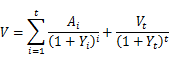 V = \sum_{i=1}^{t} \frac{A_i}{(1+Y_i)^i} + \frac{V_t}{(1+Y_t)^t}